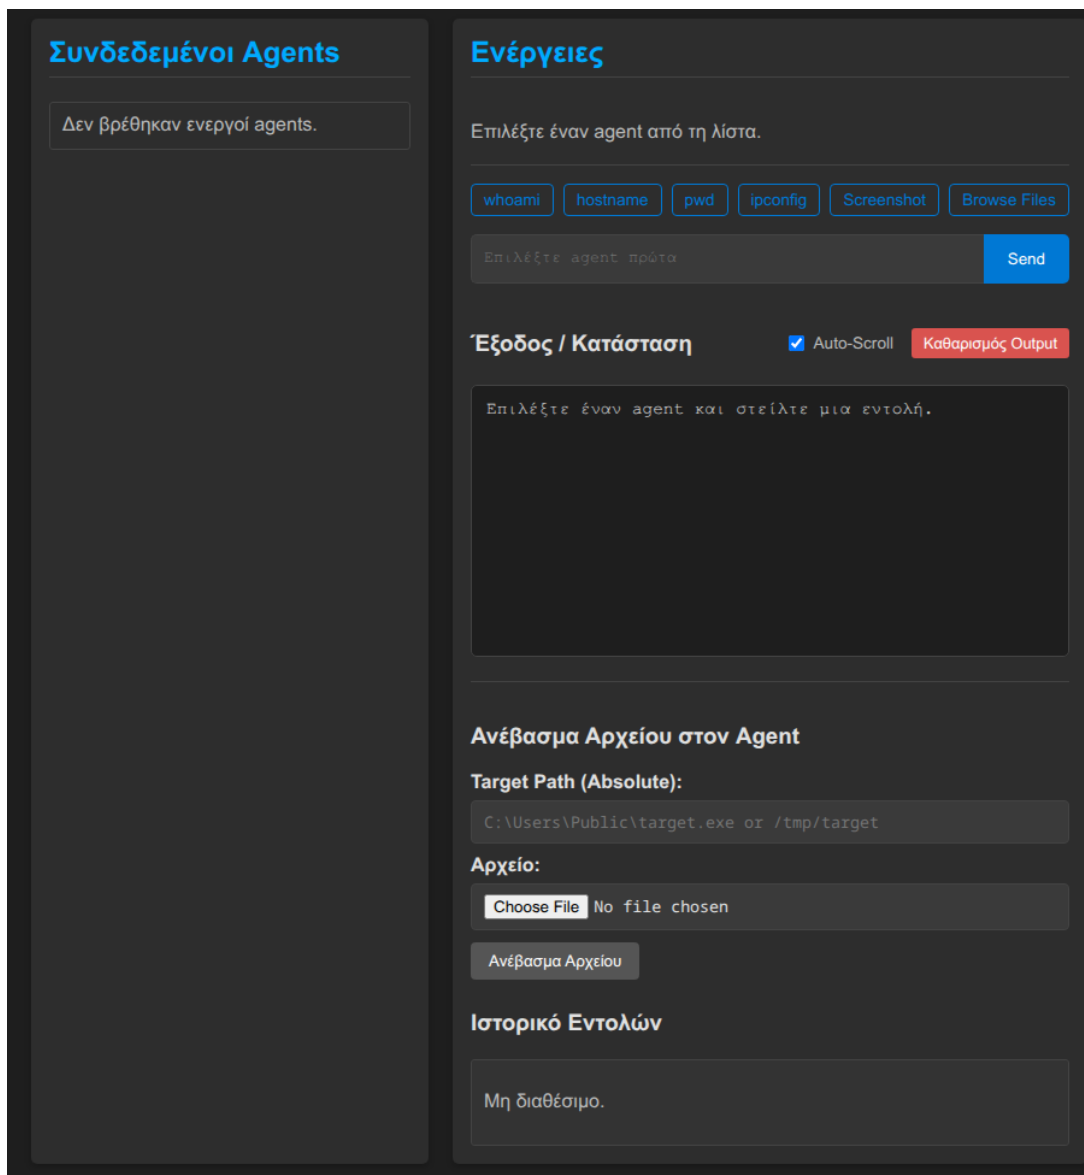 Συνδεδεμένοι Agents
Δεν βρέθηκαν ενεργοί agents.
Ενέργειες
Επιλέξτε έναν agent από τη λίστα.
whoami hostname pwd ipconfig Screenshot Browse Files
Επιλέξτε agent πρώτα Send
Έξοδος / Κατάσταση Auto-Scroll Καθαρισμός Output
Επιλέξτε έναν agent και στείλτε μια εντολή.
Ανέβασμα Αρχείου στον Agent
Target Path (Absolute):
C:\Users\Public\target.exe or /tmp/target
Αρχείο:
Choose File No file chosen
Ανέβασμα Αρχείου
Ιστορικό Εντολών
Μη διαθέσιμο.